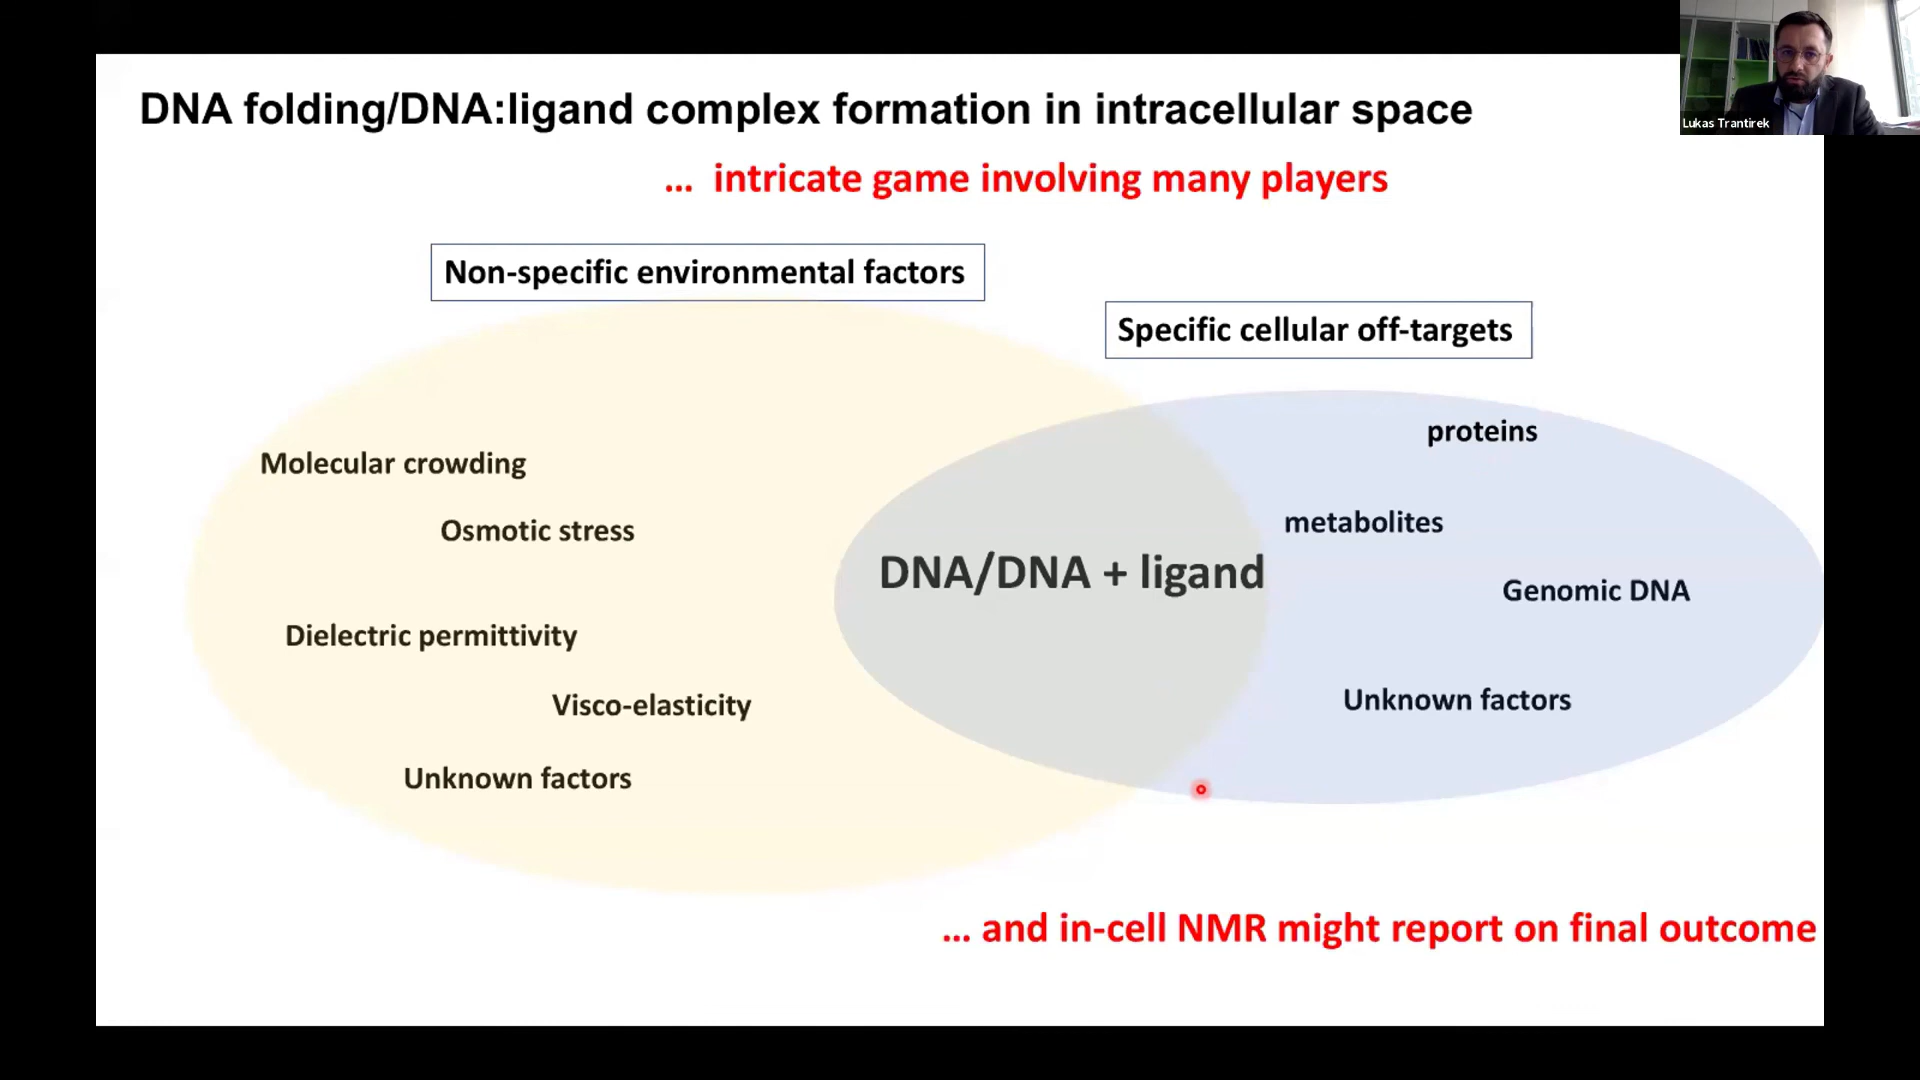 DNA folding/DNA:ligand complex formation in intracellular space
... intricate game involving many players
Lukas Trantirek
Non-specific environmental factors
Specific cellular off-targets
proteins
Molecular crowding
metabolites
Osmotic stress
DNA/DNA + ligand
Genomic DNA
Dielectric permittivity
Visco-elasticity
Unknown factors
Unknown factors
... and in-cell NMR might report on final outcome